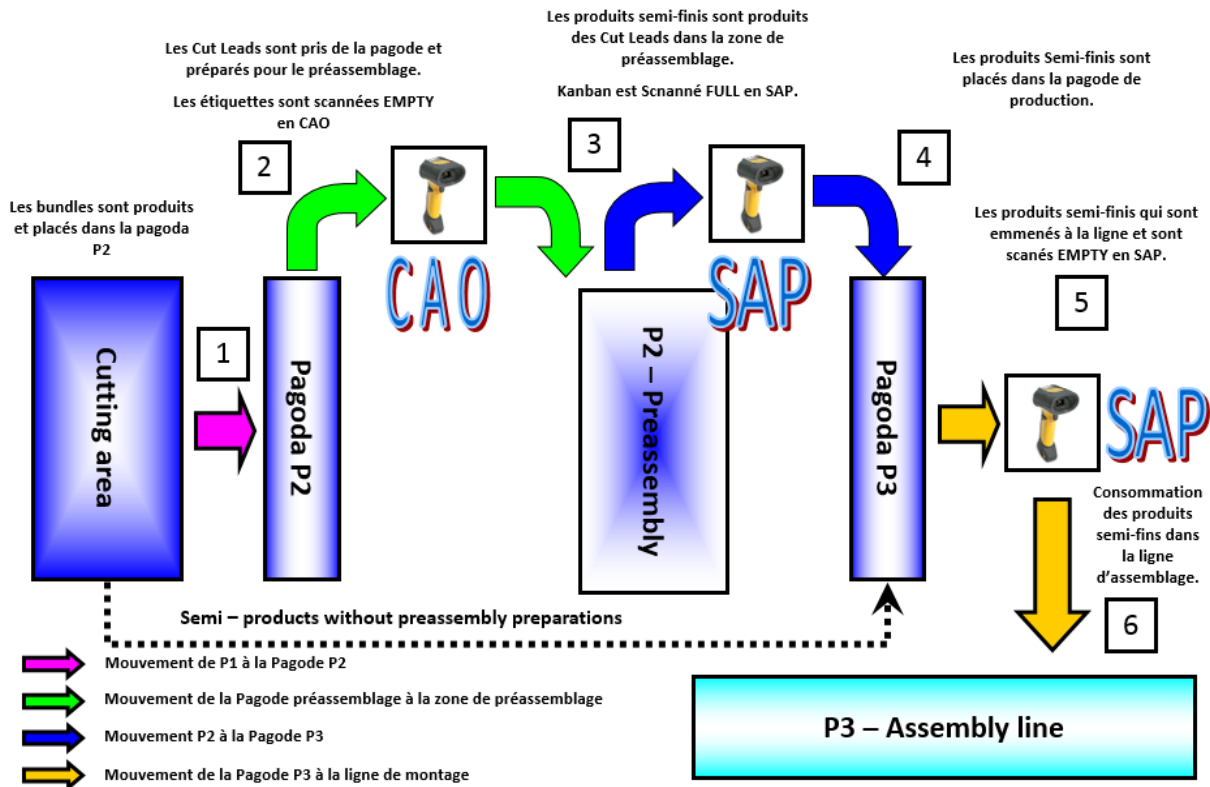 Les Cut Leads sont pris de la pagode et
préparés pour le préassemblage.
Les étiquettes sont scannées EMPTY
en CAO
2
Les produits semi-finis sont produits
des Cut Leads dans la zone de
préassemblage.
Kanban est Scnanné FULL en SAP.
3
Les produits Semi-finis sont
placés dans la pagode de
production.
4
Les bundles sont produits
et placés dans la pagoda
P2
Les produits semi-finis qui sont
emmenés à la ligne et sont
scanés EMPTY en SAP.
5
CAO
SAP
Cutting area
1
Pagoda P2
P2 – Preassembly
Pagoda P3
SAP
Consommation
des produits
semi-fins dans
la ligne
d’assemblage.
6
Semi – products without preassembly preparations
Mouvement de P1 à la Pagode P2
Mouvement de la Pagode préassemblage à la zone de préassemblage
Mouvement P2 à la Pagode P3
Mouvement de la Pagode P3 à la ligne de montage
P3 – Assembly line